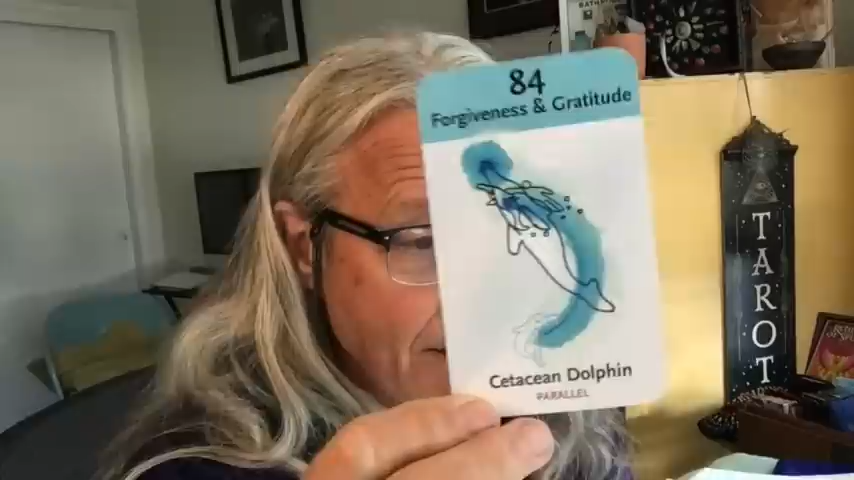 84
Forgiveness & Gratitude
Cetacean Dolphin
PARALLEL
TAROT